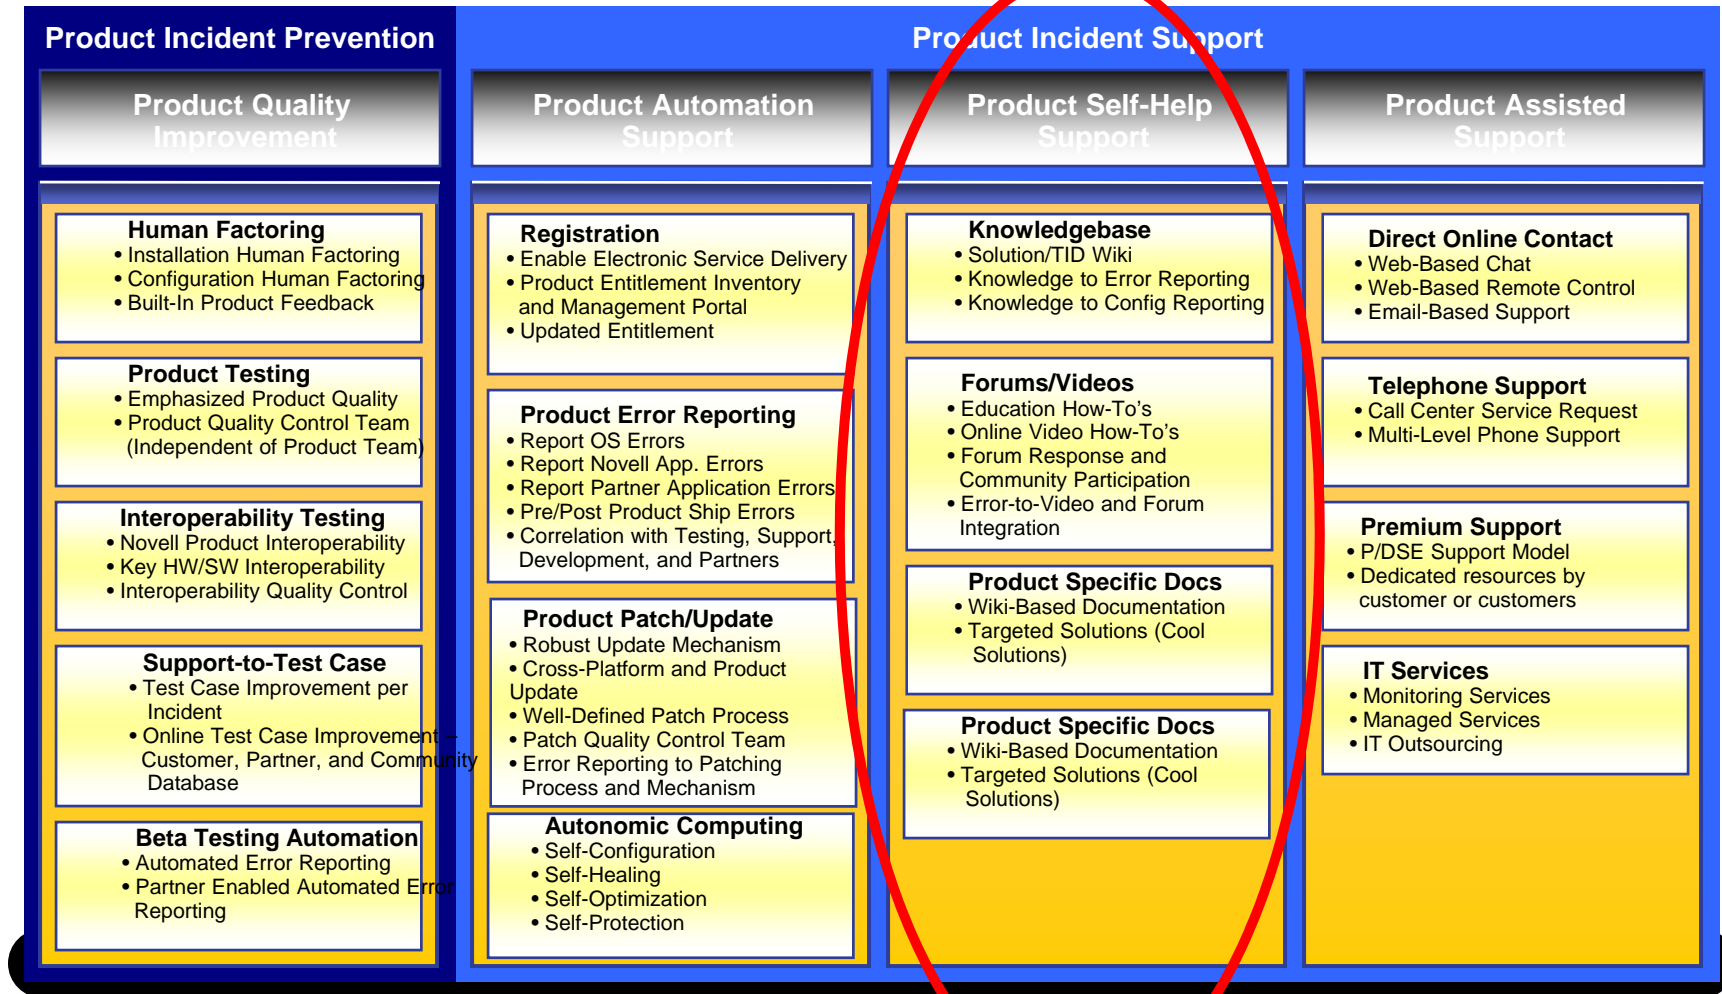 Product Incident Prevention
Product Incident Support
Product Quality
Improvement
Product Automation
Support
Product Self-Help
Support
Product Assisted
Support
Human Factoring
• Installation Human Factoring
• Configuration Human Factoring
• Built-In Product Feedback
Product Testing
• Emphasized Product Quality
• Product Quality Control Team
(Independent of Product Team)
Interoperability Testing
• Novell Product Interoperability
• Key HW/SW Interoperability
• Interoperability Quality Control
Support-to-Test Case
• Test Case Improvement per
Incident
• Online Test Case Improvement –
Customer, Partner, and Community
Database
Beta Testing Automation
• Automated Error Reporting
• Partner Enabled Automated Error
Reporting
Registration
• Enable Electronic Service Delivery
• Product Entitlement Inventory
and Management Portal
• Updated Entitlement
Product Error Reporting
• Report OS Errors
• Report Novell App. Errors
• Report Partner Application Errors
• Pre/Post Product Ship Errors
• Correlation with Testing, Support,
Development, and Partners
Product Patch/Update
• Robust Update Mechanism
• Cross-Platform and Product
Update
• Well-Defined Patch Process
• Patch Quality Control Team
• Error Reporting to Patching
Process and Mechanism
Autonomic Computing
• Self-Configuration
• Self-Healing
• Self-Optimization
• Self-Protection
Knowledgebase
• Solution/TID Wiki
• Knowledge to Error Reporting
• Knowledge to Config Reporting
Forums/Videos
• Education How-To's
• Online Video How-To's
• Forum Response and
Community Participation
• Error-to-Video and Forum
Integration
Product Specific Docs
• Wiki-Based Documentation
• Targeted Solutions (Cool
Solutions)
Product Specific Docs
• Wiki-Based Documentation
• Targeted Solutions (Cool
Solutions)
Direct Online Contact
• Web-Based Chat
• Web-Based Remote Control
• Email-Based Support
Telephone Support
• Call Center Service Request
• Multi-Level Phone Support
Premium Support
• P/DSE Support Model
• Dedicated resources by
customer or customers
IT Services
• Monitoring Services
• Managed Services
• IT Outsourcing